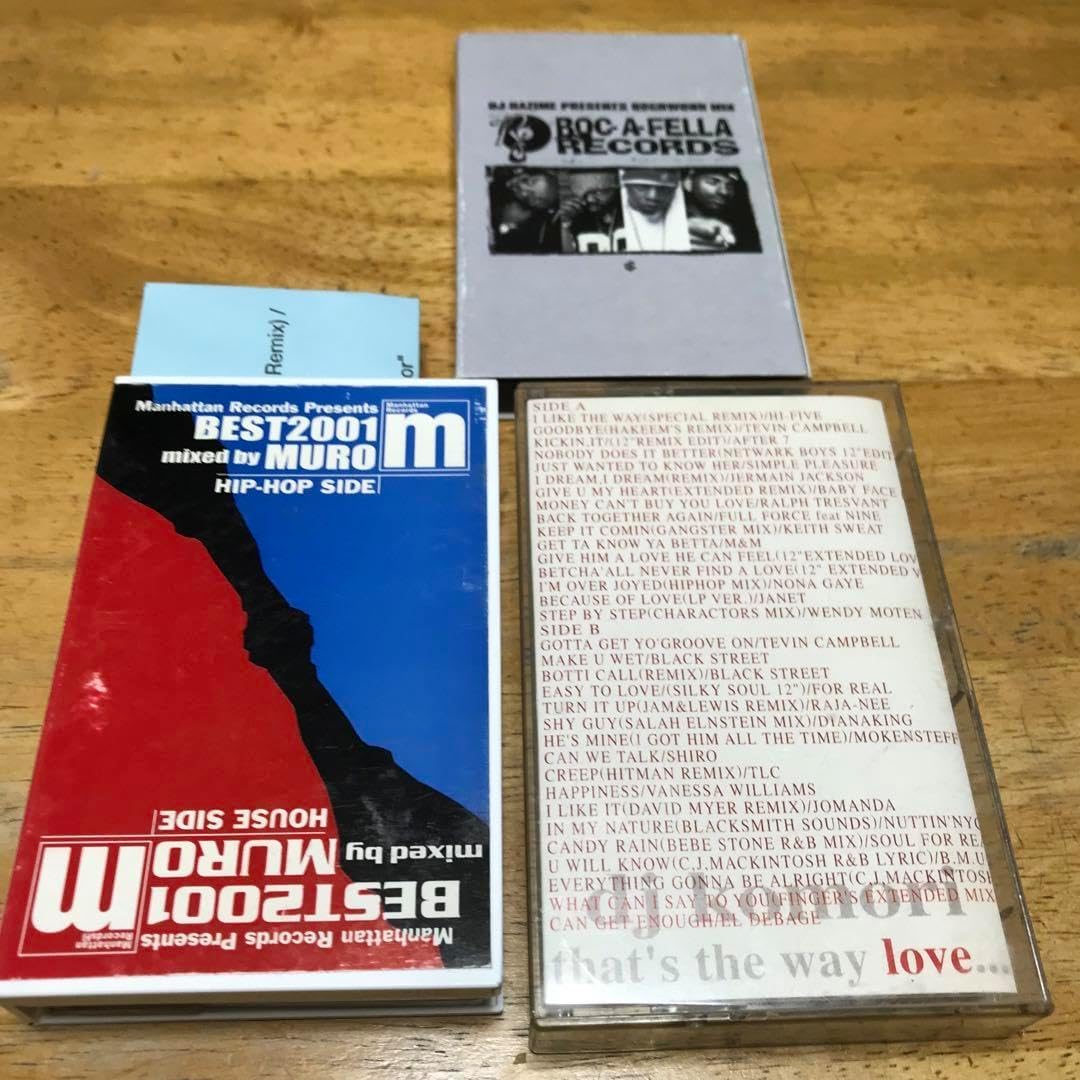 DJ HAZIME PRESENTS ROCKWORK MIX
ROC-A-FELLA
RECORDS
Remix) /
or"
Manhattan Records Presents
BEST2001
mixed by MURO
HIP-HOP SIDE
Manhattan
Records
m
Manhattan Records Presents
BEST2001
mixed by MURO
HOUSE SIDE
Manhattan
Records
m
SIDE A
I LIKE THE WAY(SPECIAL REMIX)/HI-FIVE
GOODBYE(HAKEEM'S REMIX)/TEVIN CAMPBELL
KICKIN,IT/(12"REMIX EDIT)/AFTER 7
NOBODY DOES IT BETTER(NETWARK BOYS 12"EDIT
JUST WANTED TO KNOW HER/SIMPLE PLEASURE
I DREAM,I DREAM(REMIX)/JERMAIN JACKSON
GIVE U MY HEART(EXTENDED REMIX)/BABY FACE
MONEY CAN'T BUY YOU LOVE/RALPH TRESVANT
BACK TOGETHER AGAIN/FULL FORCE feat NINE
KEEP IT COMIN(GANGSTER MIX)/KEITH SWEAT
GET TA KNOW YA BETTA/M&M
GIVE HIM A LOVE HE CAN FEEL(12"EXTENDED LOV
BETCHA'ALL NEVER FIND A LOVE(12" EXTENDED V
I'M OVER JOYED(HIPHOP MIX)/NONA GAYE
BECAUSE OF LOVE(LP VER.)/JANET
STEP BY STEP(CHARACTORS MIX)/WENDY MOTEN
SIDE B
GOTTA GET YO'GROOVE ON/TEVIN CAMPBELL
MAKE U WET/BLACK STREET
BOTTI CALL(REMIX)/BLACK STREET
EASY TO LOVE/(SILKY SOUL 12")/FOR REAL
TURN IT UP(JAM&LEWIS REMIX)/RAJA-NEE
SHY GUY(SALAH ELNSTEIN MIX)/DIANAKING
HE'S MINE(I GOT HIM ALL THE TIME)/MOKENSTEFF
CAN WE TALK/SHIRO
CREEP(HITMAN REMIX)/TLC
HAPPINESS/VANESSA WILLIAMS
I LIKE IT(DAVID MYER REMIX)/JOMANDA
IN MY NATURE(BLACKSMITH SOUNDS)/NUTTIN'NYC
CANDY RAIN(BEBE STONE R&B MIX)/SOUL FOR REA
U WILL KNOW(C.J.MACKINTOSH R&B LYRIC)/B.M.U
EVERYTHING GONNA BE ALRIGHT(C.J.MACKINTOSH
WHAT CAN I SAY TO YOU(FINGER'S EXTENDED MIX
CAN GET ENOUGH/EL DEBAGE
dj komori
that's the way love...